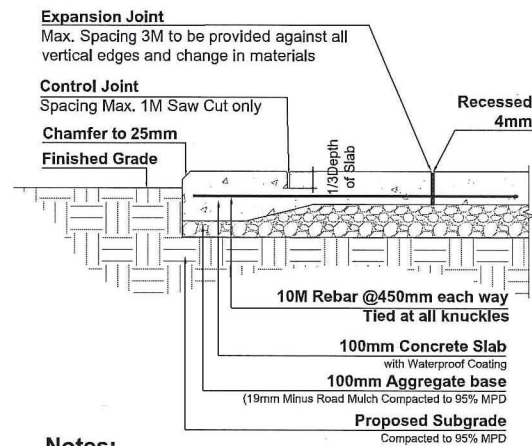 Expansion Joint
Max. Spacing 3M to be provided against all
vertical edges and change in materials
Control Joint
Spacing Max. 1M Saw Cut only
Recessed
4mm
Chamfer to 25mm
Finished Grade
1/3Depth
of Slab
10M Rebar @450mm each way
Tied at all knuckles
100mm Concrete Slab
with Waterproof Coating
100mm Aggregate base
(19mm Minus Road Mulch Compacted to 95% MPD
Proposed Subgrade
Compacted to 95% MPD
Notes: